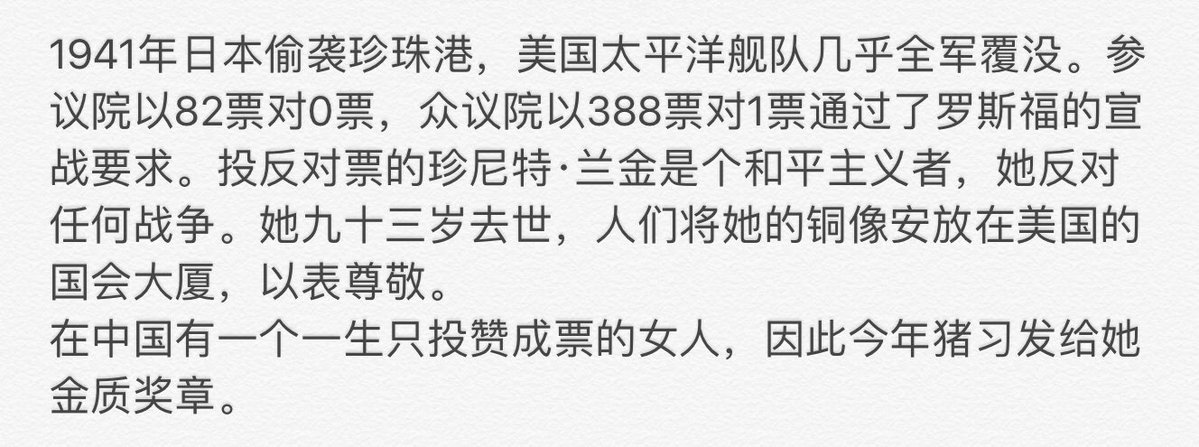 1941年日本偷袭珍珠港，美国太平洋舰队几乎全军覆没。参
议院以82票对0票，众议院以388票对1票通过了罗斯福的宣
战要求。投反对票的珍尼特·兰金是个和平主义者，她反对
任何战争。她九十三岁去世，人们将她的铜像安放在美国的
国会大厦，以表尊敬。
在中国有一个一生只投赞成票的女人，因此今年猪习发给她
金质奖章。